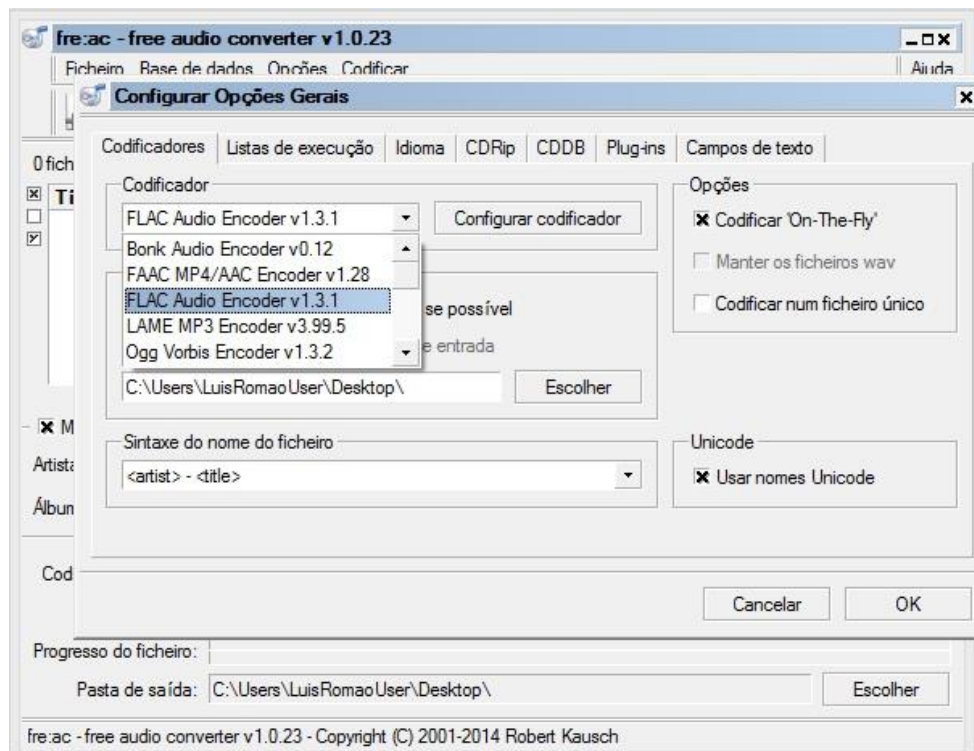 fre:ac - free audio converter v1.0.23
Ficheiro Base de dados Opções Codificar Ajuda
Configurar Opções Gerais
Codificadores Listas de execução Idioma CDRip CDDB Plug-ins Campos de texto
0 fich
Ti
Codificador
FLAC Audio Encoder v1.3.1
Configurar codificador
Bonk Audio Encoder v0.12
FAAC MP4/AAC Encoder v1.28
FLAC Audio Encoder v1.3.1
LAME MP3 Encoder v3.99.5
Ogg Vorbis Encoder v1.3.2
se possível
e entrada
C:\Users\LuisRomaoUser\Desktop\
Escolher
Opções
Codificar 'On-The-Fly'
Manter os ficheiros wav
Codificar num ficheiro único
M
Artista
Álbum
Sintaxe do nome do ficheiro
<artist> - <title>
Unicode
Usar nomes Unicode
Cod
Cancelar
OK
Progresso do ficheiro:
Pasta de saída: C:\Users\LuisRomaoUser\Desktop\ Escolher
fre:ac - free audio converter v1.0.23 - Copyright (C) 2001-2014 Robert Kausch